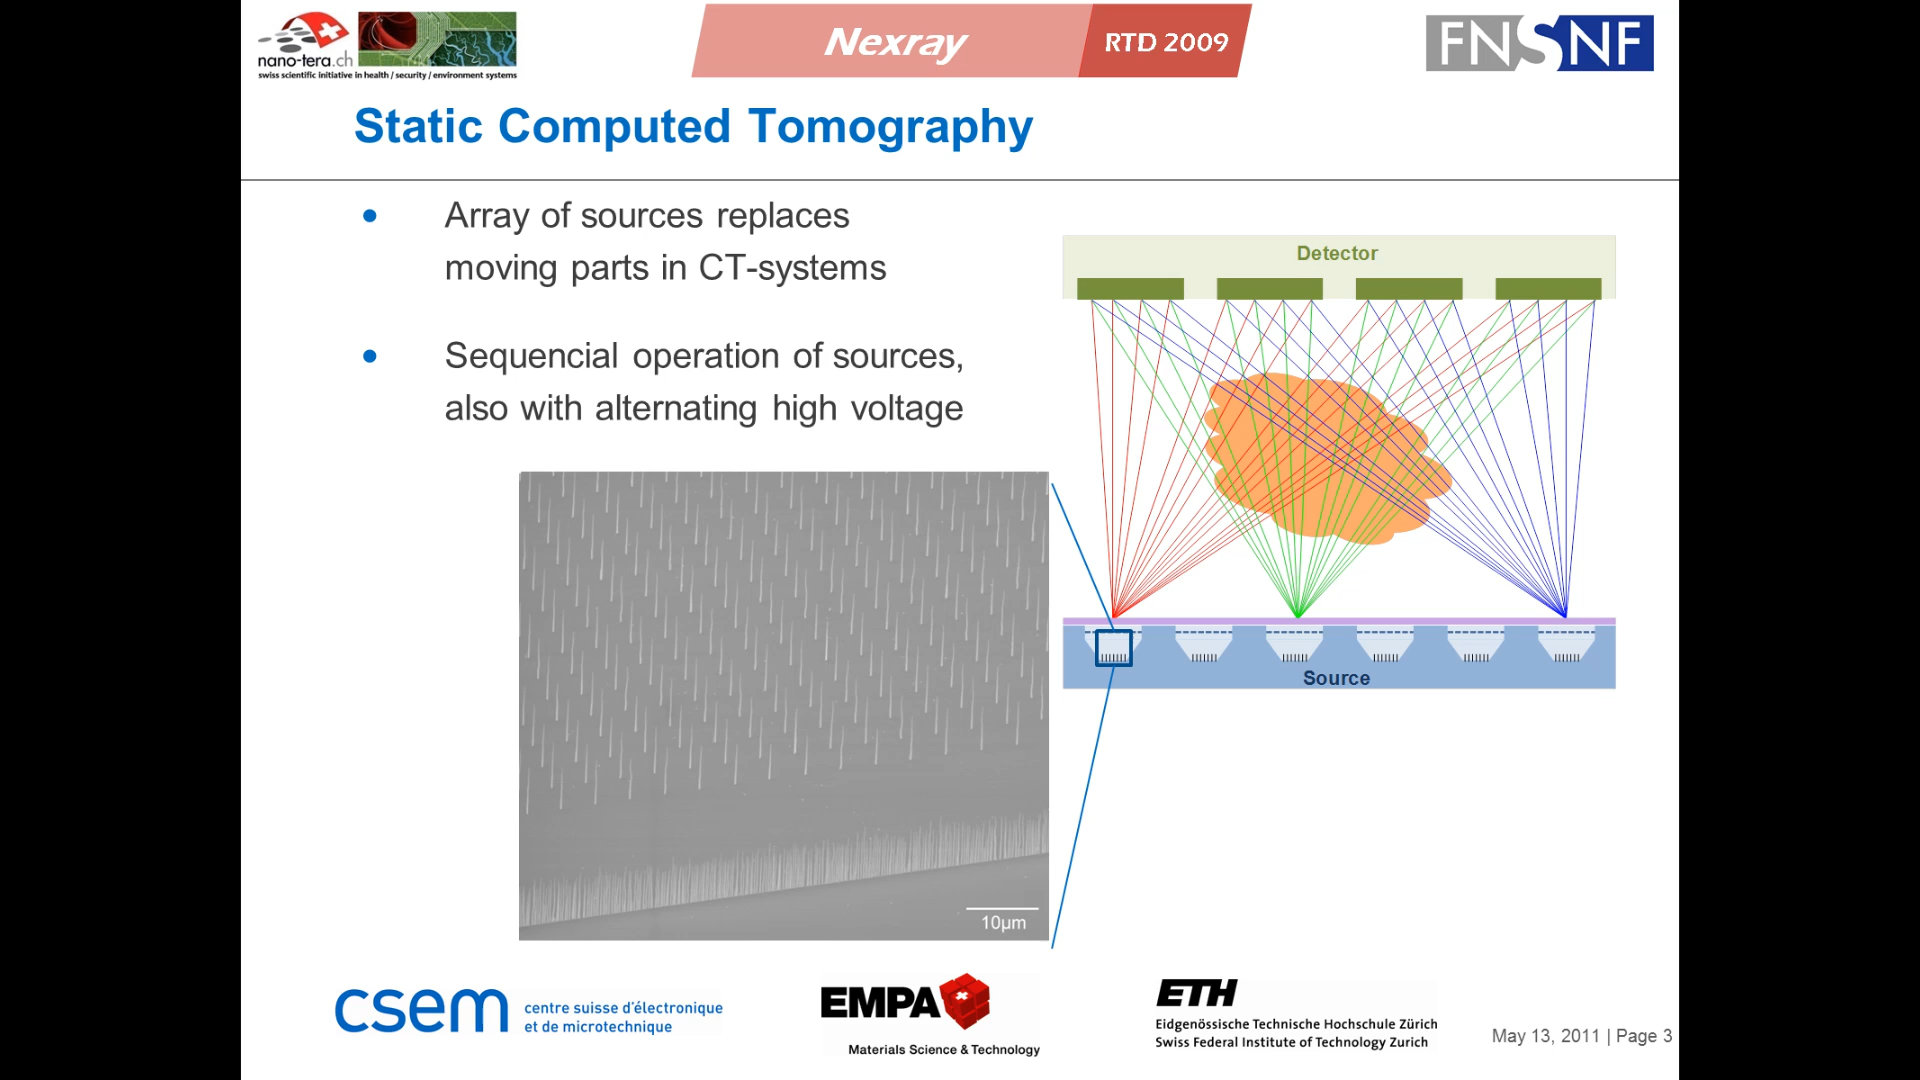 nano-tera.ch
swiss scientific initiative in health / security / environment systems
Nexray
RTD 2009
FNSNF
Static Computed Tomography
• Array of sources replaces
moving parts in CT-systems
• Sequencial operation of sources,
also with alternating high voltage
Detector
Source
10µm
csem
centre suisse d'électronique
et de microtechnique
EMPA
Materials Science & Technology
ETH
Eidgenössische Technische Hochschule Zürich
Swiss Federal Institute of Technology Zurich
May 13, 2011 | Page 3